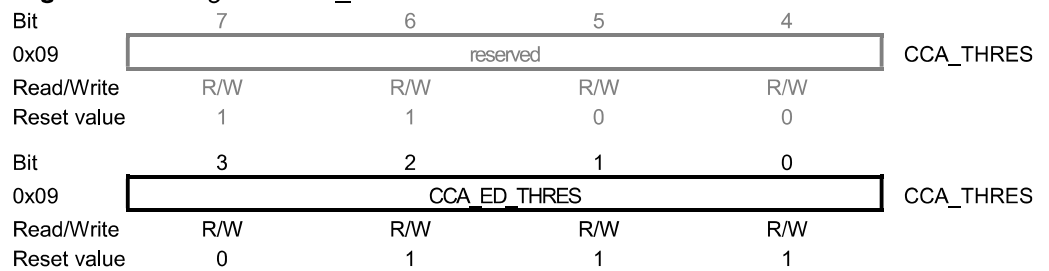 Bit 7 6 5 4
0x09 reserved CCA_THRES
Read/Write R/W R/W R/W R/W
Reset value 1 1 0 0
Bit 3 2 1 0
0x09 CCA_ED_THRES CCA_THRES
Read/Write R/W R/W R/W R/W
Reset value 0 1 1 1